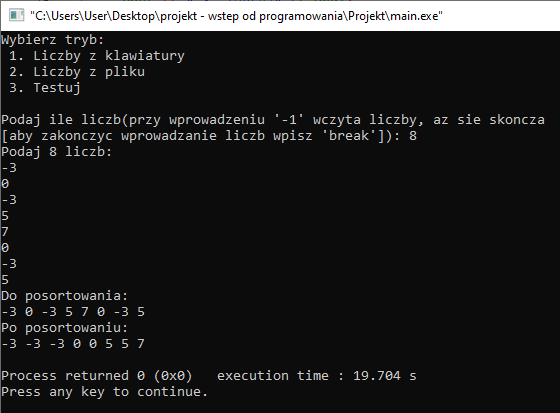 "C:\Users\User\Desktop\projekt - wstep od programowania\Projekt\main.exe"
Wybierz tryb:
1. Liczby z klawiatury
2. Liczby z pliku
3. Testuj
Podaj ile liczb(przy wprowadzeniu '-1' wczyta liczby, az sie skoncza
[aby zakonczyc wprowadzanie liczb wpisz 'break']): 8
Podaj 8 liczb:
-3
0
-3
5
7
0
-3
5
Do posortowania:
-3 0 -3 5 7 0 -3 5
Po posortowaniu:
-3 -3 -3 0 0 5 5 7
Process returned 0 (0x0)   execution time : 19.704 s
Press any key to continue.